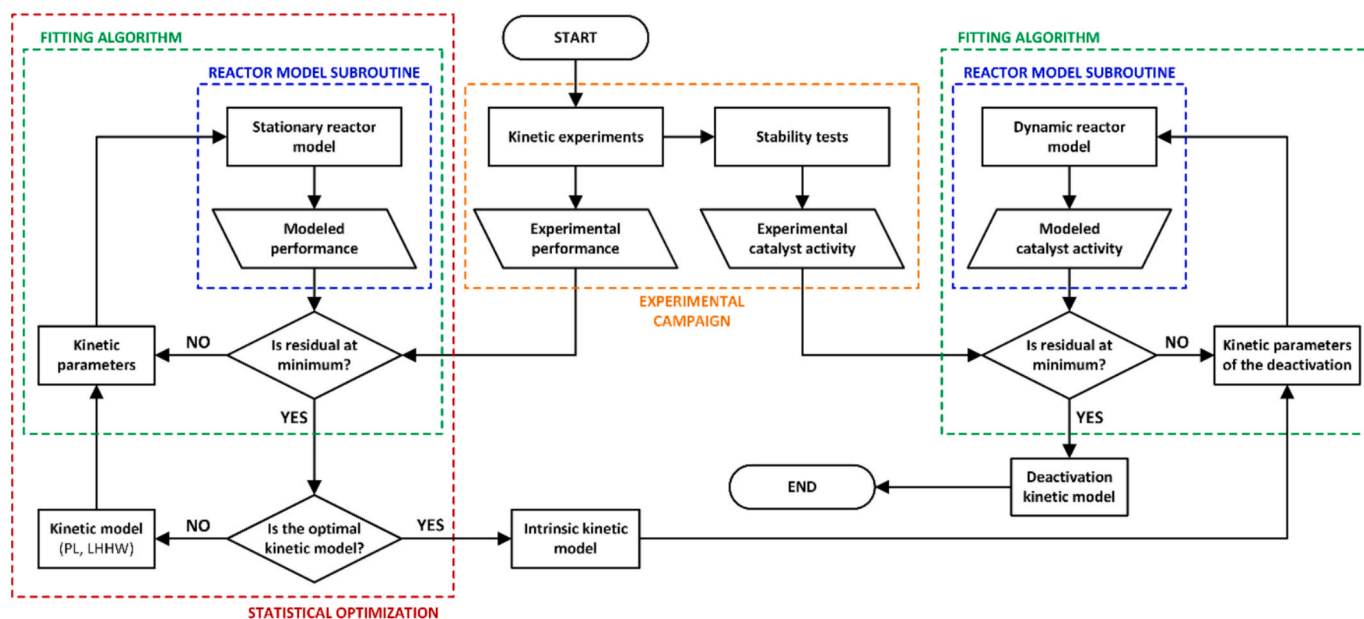 START
FITTING ALGORITHM
REACTOR MODEL SUBROUTINE
Stationary reactor
model
Modeled
performance
Is residual at
minimum?
NO
Kinetic
parameters
YES
Is the optimal
kinetic model?
NO
Kinetic model
(PL, LHHW)
YES
STATISTICAL OPTIMIZATION
Kinetic experiments
Stability tests
Experimental
performance
Experimental
catalyst activity
EXPERIMENTAL
CAMPAIGN
Intrinsic kinetic
model
FITTING ALGORITHM
REACTOR MODEL SUBROUTINE
Dynamic reactor
model
Modeled
catalyst activity
Is residual at
minimum?
NO
Kinetic parameters
of the deactivation
YES
Deactivation
kinetic model
END